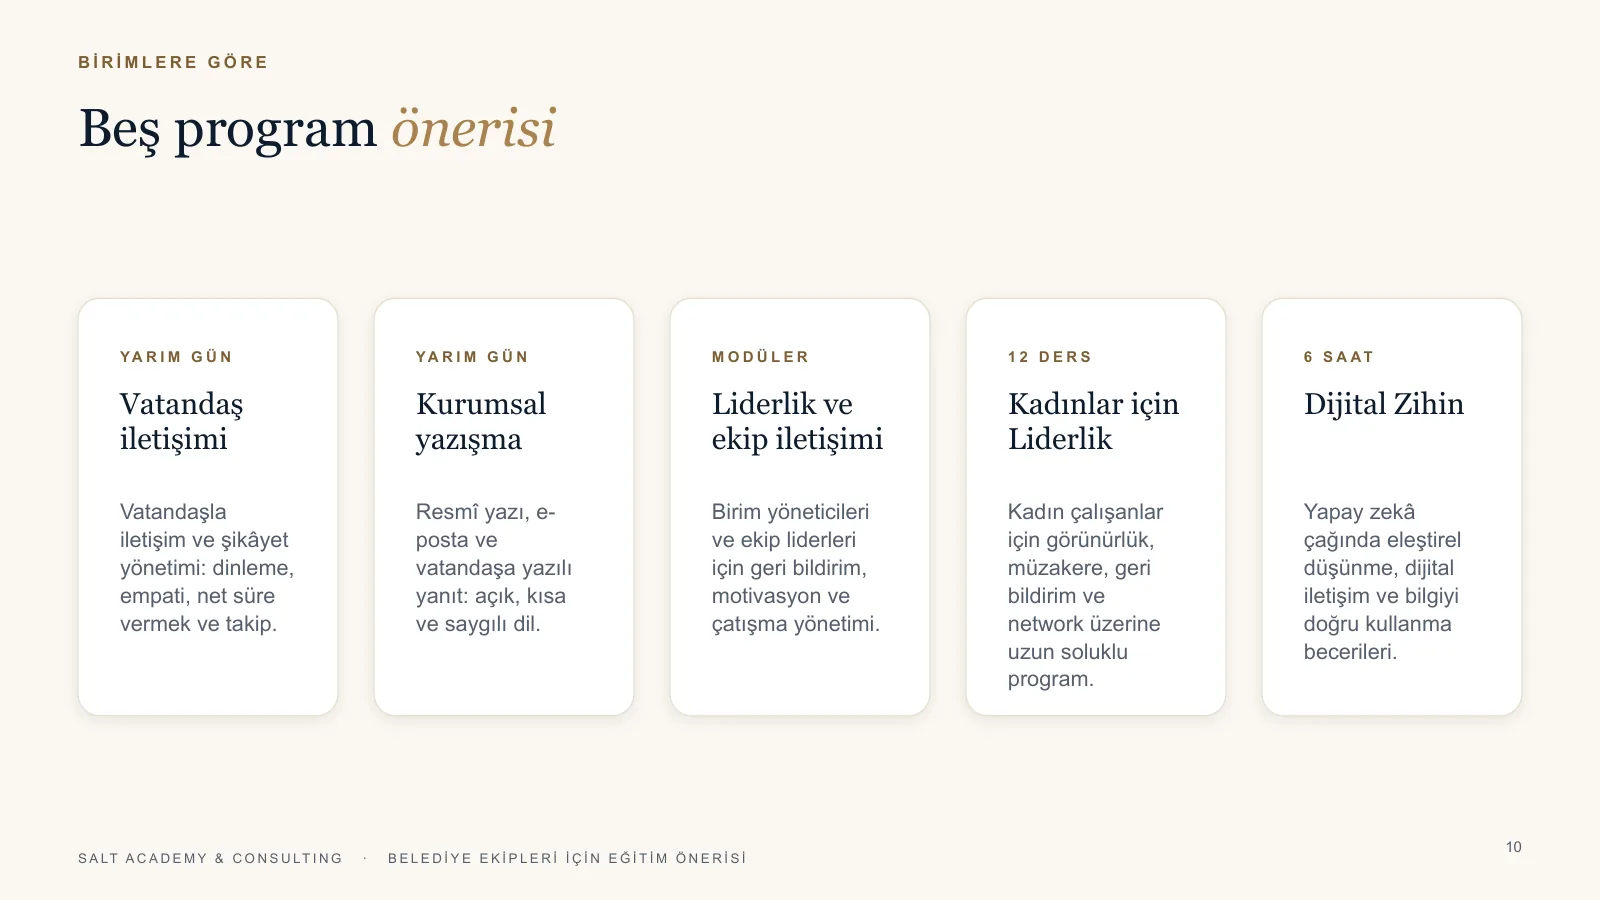 BİRİMLERE GÖRE
Beş program önerisi
YARIM GÜN
Vatandaş
iletişimi
Vatandaşla
iletişim ve şikâyet
yönetimi: dinleme,
empati, net süre
vermek ve takip.
YARIM GÜN
Kurumsal
yazışma
Resmî yazı, e-
posta ve
vatandaşa yazılı
yanıt: açık, kısa
ve saygılı dil.
MODÜLER
Liderlik ve
ekip iletişimi
Birim yöneticileri
ve ekip liderleri
için geri bildirim,
motivasyon ve
çatışma yönetimi.
12 DERS
Kadınlar için
Liderlik
Kadın çalışanlar
için görünürlük,
müzakere, geri
bildirim ve
network üzerine
uzun soluklu
program.
6 SAAT
Dijital Zihin
Yapay zekâ
çağında eleştirel
düşünme, dijital
iletişim ve bilgiyi
doğru kullanma
becerileri.
SALT ACADEMY & CONSULTING · BELEDİYE EKİPLERİ İÇİN EĞİTİM ÖNERİSİ
10